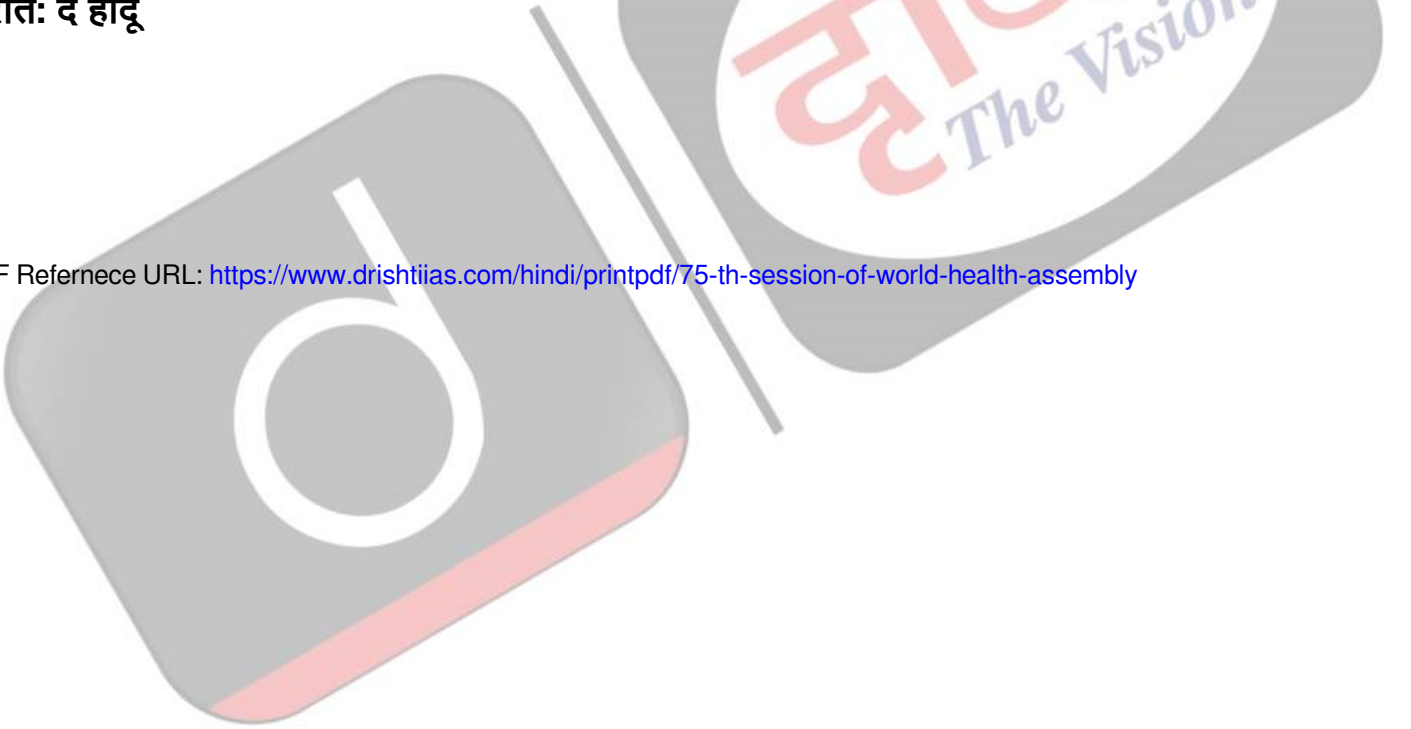 द
The Vision
F Refernece URL: https://www.drishtiias.com/hindi/printpdf/75-th-session-of-world-health-assembly